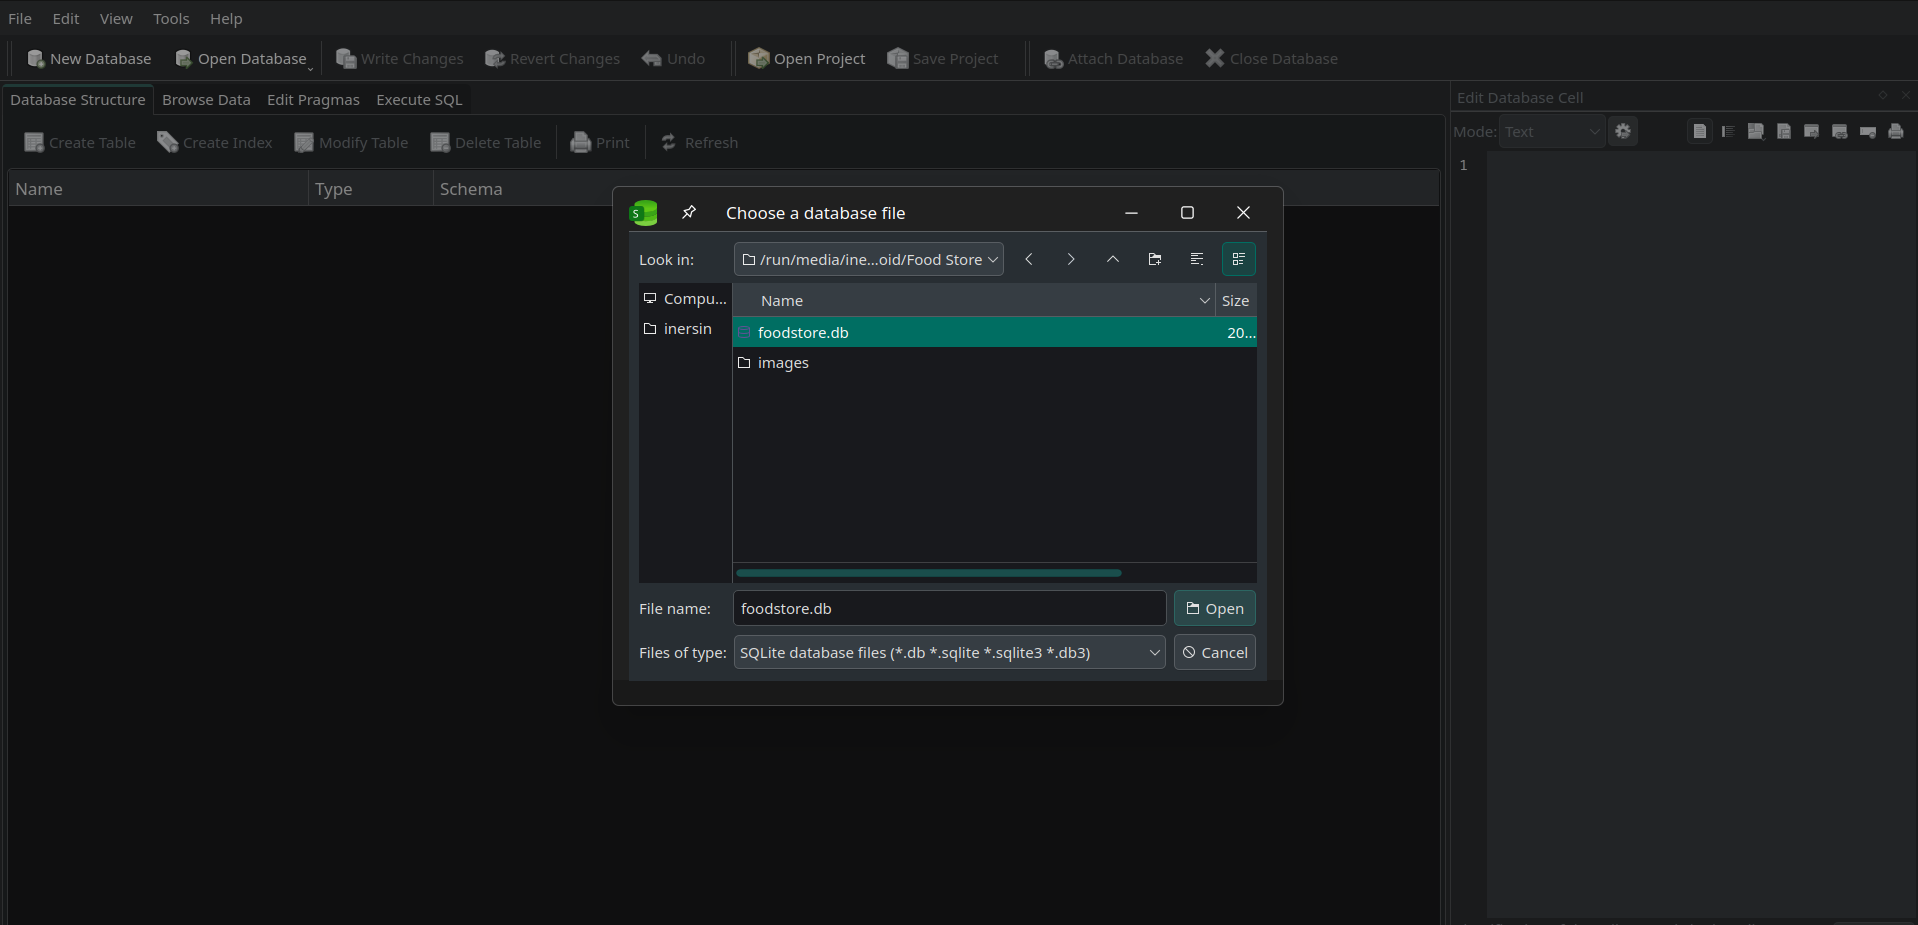 File Edit View Tools Help
New Database Open Database Write Changes Revert Changes Undo Open Project Save Project Attach Database Close Database
Database Structure Browse Data Edit Pragmas Execute SQL
Edit Database Cell
Create Table Create Index Modify Table Delete Table Print Refresh
Mode: Text
1
Name Type Schema
S
Choose a database file
Look in: /run/media/ine...oid/Food Store
Compu...
inersin
Name Size
foodstore.db 20...
images
File name: foodstore.db Open
Files of type: SQLite database files (*.db *.sqlite *.sqlite3 *.db3) Cancel